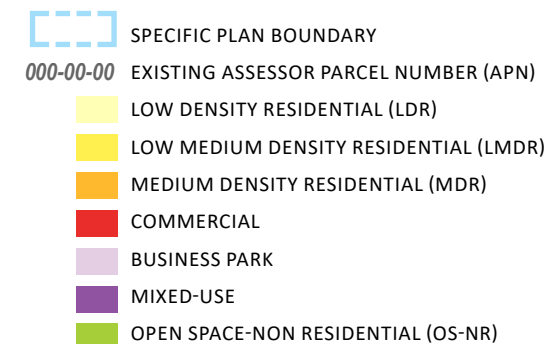 SPECIFIC PLAN BOUNDARY
000-00-00 EXISTING ASSESSOR PARCEL NUMBER (APN)
LOW DENSITY RESIDENTIAL (LDR)
LOW MEDIUM DENSITY RESIDENTIAL (LMDR)
MEDIUM DENSITY RESIDENTIAL (MDR)
COMMERCIAL
BUSINESS PARK
MIXED-USE
OPEN SPACE-NON RESIDENTIAL (OS-NR)